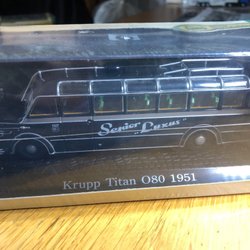 Senior
„Luxus"
Krupp Titan O80 1951